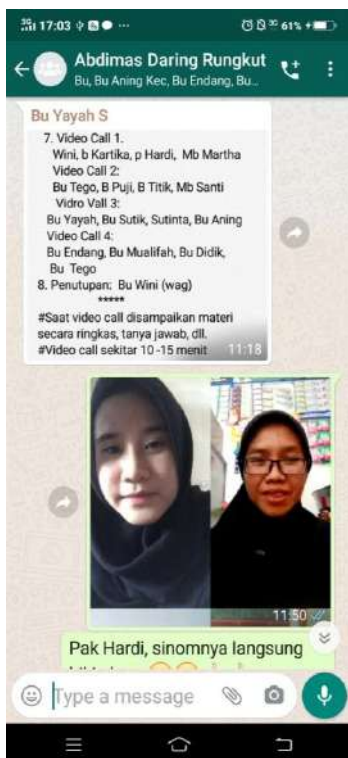 17:03
61%
Abdimas Daring Rungkut
Bu, Bu Aning Kec, Bu Endang, Bu...
Bu Yayah S
7. Video Call 1.
Wini, b Kartika, p Hardi, Mb Martha
Video Call 2:
Bu Tego, B Puji, B Titik, Mb Santi
Vidro Vall 3:
Bu Yayah, Bu Sutik, Sutinta, Bu Aning
Video Call 4:
Bu Endang, Bu Mualifah, Bu Didik,
Bu Tego
8. Penutupan: Bu Wini (wag)
*****
#Saat video call disampaikan materi
secara ringkas, tanya jawab, dll.
#Video call sekitar 10-15 menit
11:18
11:50
Pak Hardi, sinomnya langsung
Type a message